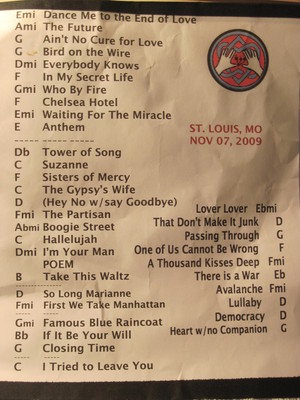 Emi Dance Me to the End of Love
Ami The Future
G Ain't No Cure for Love
G Bird on the Wire
Dmi Everybody Knows
F In My Secret Life
Gmi Who By Fire
F Chelsea Hotel
Emi Waiting For The Miracle
E Anthem
ST. LOUIS, MO
NOV 07, 2009
----- ----- -----
Db Tower of Song
C Suzanne
F Sisters of Mercy
C The Gypsy's Wife
D (Hey No w/say Goodbye)
Fmi The Partisan
Abmi Boogie Street
C Hallelujah
Dmi I'm Your Man
POEM
B Take This Waltz
D So Long Marianne
Fmi First We Take Manhattan
Gmi Famous Blue Raincoat
Bb If It Be Your Will
G Closing Time
C I Tried to Leave You
Lover Lover Ebmi
That Don't Make It Junk D
Passing Through G
One of Us Cannot Be Wrong F
A Thousand Kisses Deep Fmi
There is a War Eb
Avalanche Fmi
Lullaby D
Democracy D
Heart w/no Companion G